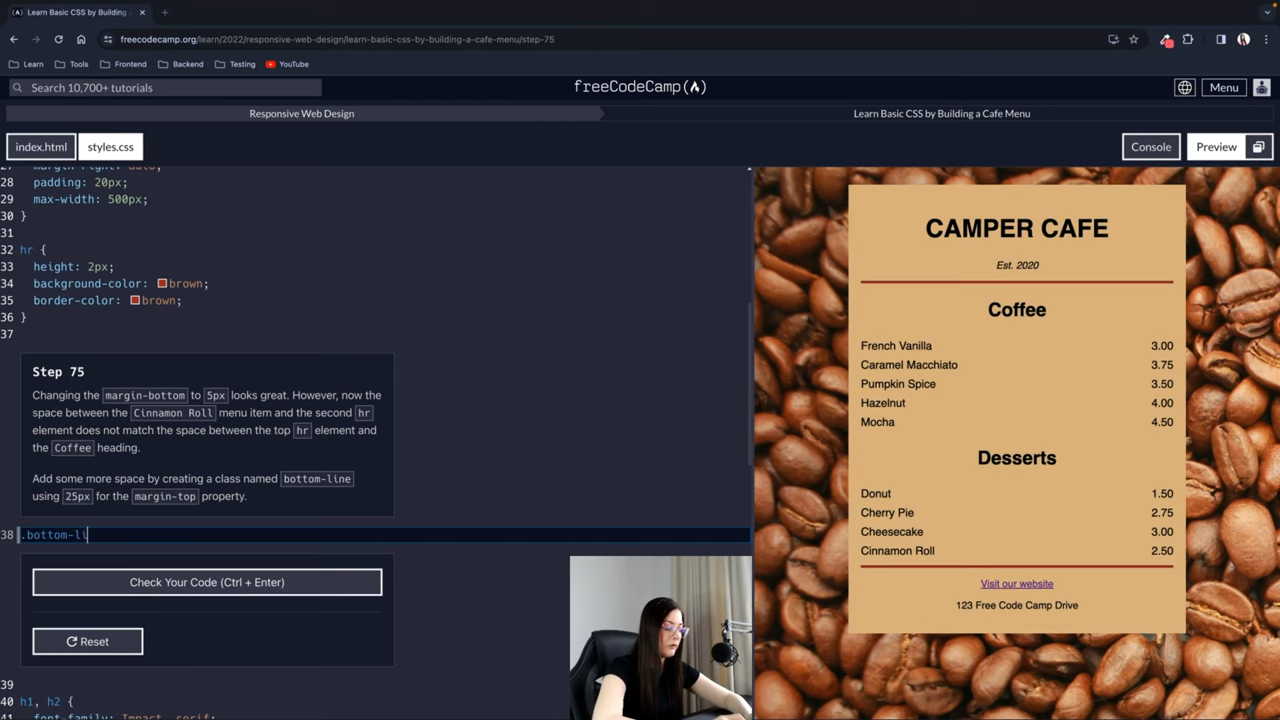 Learn Basic CSS by Building
freecodecamp.org/learn/2022/responsive-web-design/learn-basic-css-by-building-a-cafe-menu/step-75
Learn Tools Frontend Backend Testing YouTube
Search 10,700+ tutorials
freeCodeCamp
Menu
Responsive Web Design
Learn Basic CSS by Building a Cafe Menu
index.html
styles.css
Console
Preview
27 margin-right: auto;
28 padding: 20px;
29 max-width: 500px;
30 }
31
32 hr {
33 height: 2px;
34 background-color: brown;
35 border-color: brown;
36 }
37
Step 75
Changing the margin-bottom to 5px looks great. However, now the
space between the Cinnamon Roll menu item and the second hr
element does not match the space between the top hr element and
the Coffee heading.
Add some more space by creating a class named bottom-line
using 25px for the margin-top property.
38 .bottom-li
Check Your Code (Ctrl + Enter)
Reset
39
40 h1, h2 {
41 font-family: Impact, serif;
CAMPER CAFE
Est. 2020
Coffee
French Vanilla 3.00
Caramel Macchiato 3.75
Pumpkin Spice 3.50
Hazelnut 4.00
Mocha 4.50
Desserts
Donut 1.50
Cherry Pie 2.75
Cheesecake 3.00
Cinnamon Roll 2.50
Visit our website
123 Free Code Camp Drive